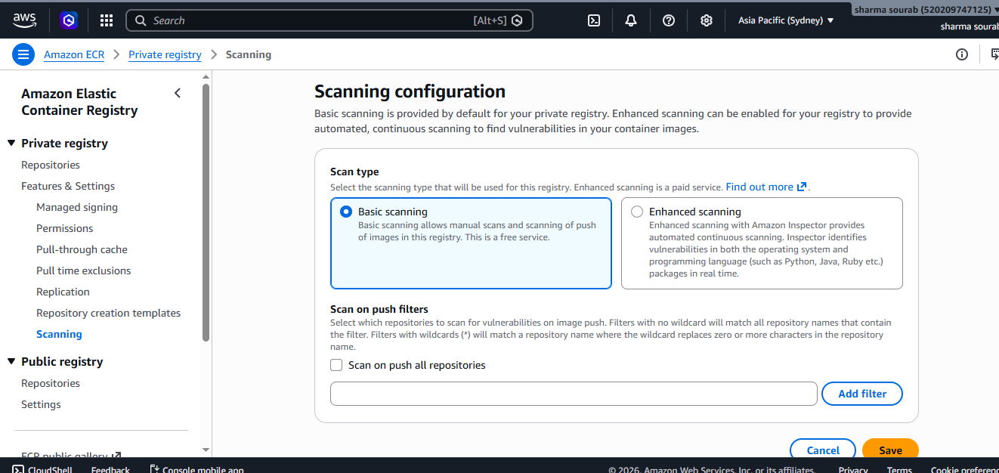 aws
Search
[Alt+S]
Asia Pacific (Sydney)
sharma sourab (520209747125)
sharma sourab
Amazon ECR
Private registry
Scanning
Amazon Elastic
Container Registry
Private registry
Repositories
Features & Settings
Managed signing
Permissions
Pull-through cache
Pull time exclusions
Replication
Repository creation templates
Scanning
Public registry
Repositories
Settings
ECR public gallery
Scanning configuration
Basic scanning is provided by default for your private registry. Enhanced scanning can be enabled for your registry to provide
automated, continuous scanning to find vulnerabilities in your container images.
Scan type
Select the scanning type that will be used for this registry. Enhanced scanning is a paid service. Find out more .
Basic scanning
Basic scanning allows manual scans and scanning of push
of images in this registry. This is a free service.
Enhanced scanning
Enhanced scanning with Amazon Inspector provides
automated continuous scanning. Inspector identifies
vulnerabilities in both the operating system and
programming language (such as Python, Java, Ruby etc.)
packages in real time.
Scan on push filters
Select which repositories to scan for vulnerabilities on image push. Filters with no wildcard will match all repository names that contain
the filter. Filters with wildcards (*) will match a repository name where the wildcard replaces zero or more characters in the repository
name.
Scan on push all repositories
Add filter
Cancel
Save
CloudShell
Feedback
Console mobile app
© 2026, Amazon Web Services, Inc. or its affiliates.
Privacy
Terms
Cookie preferenc